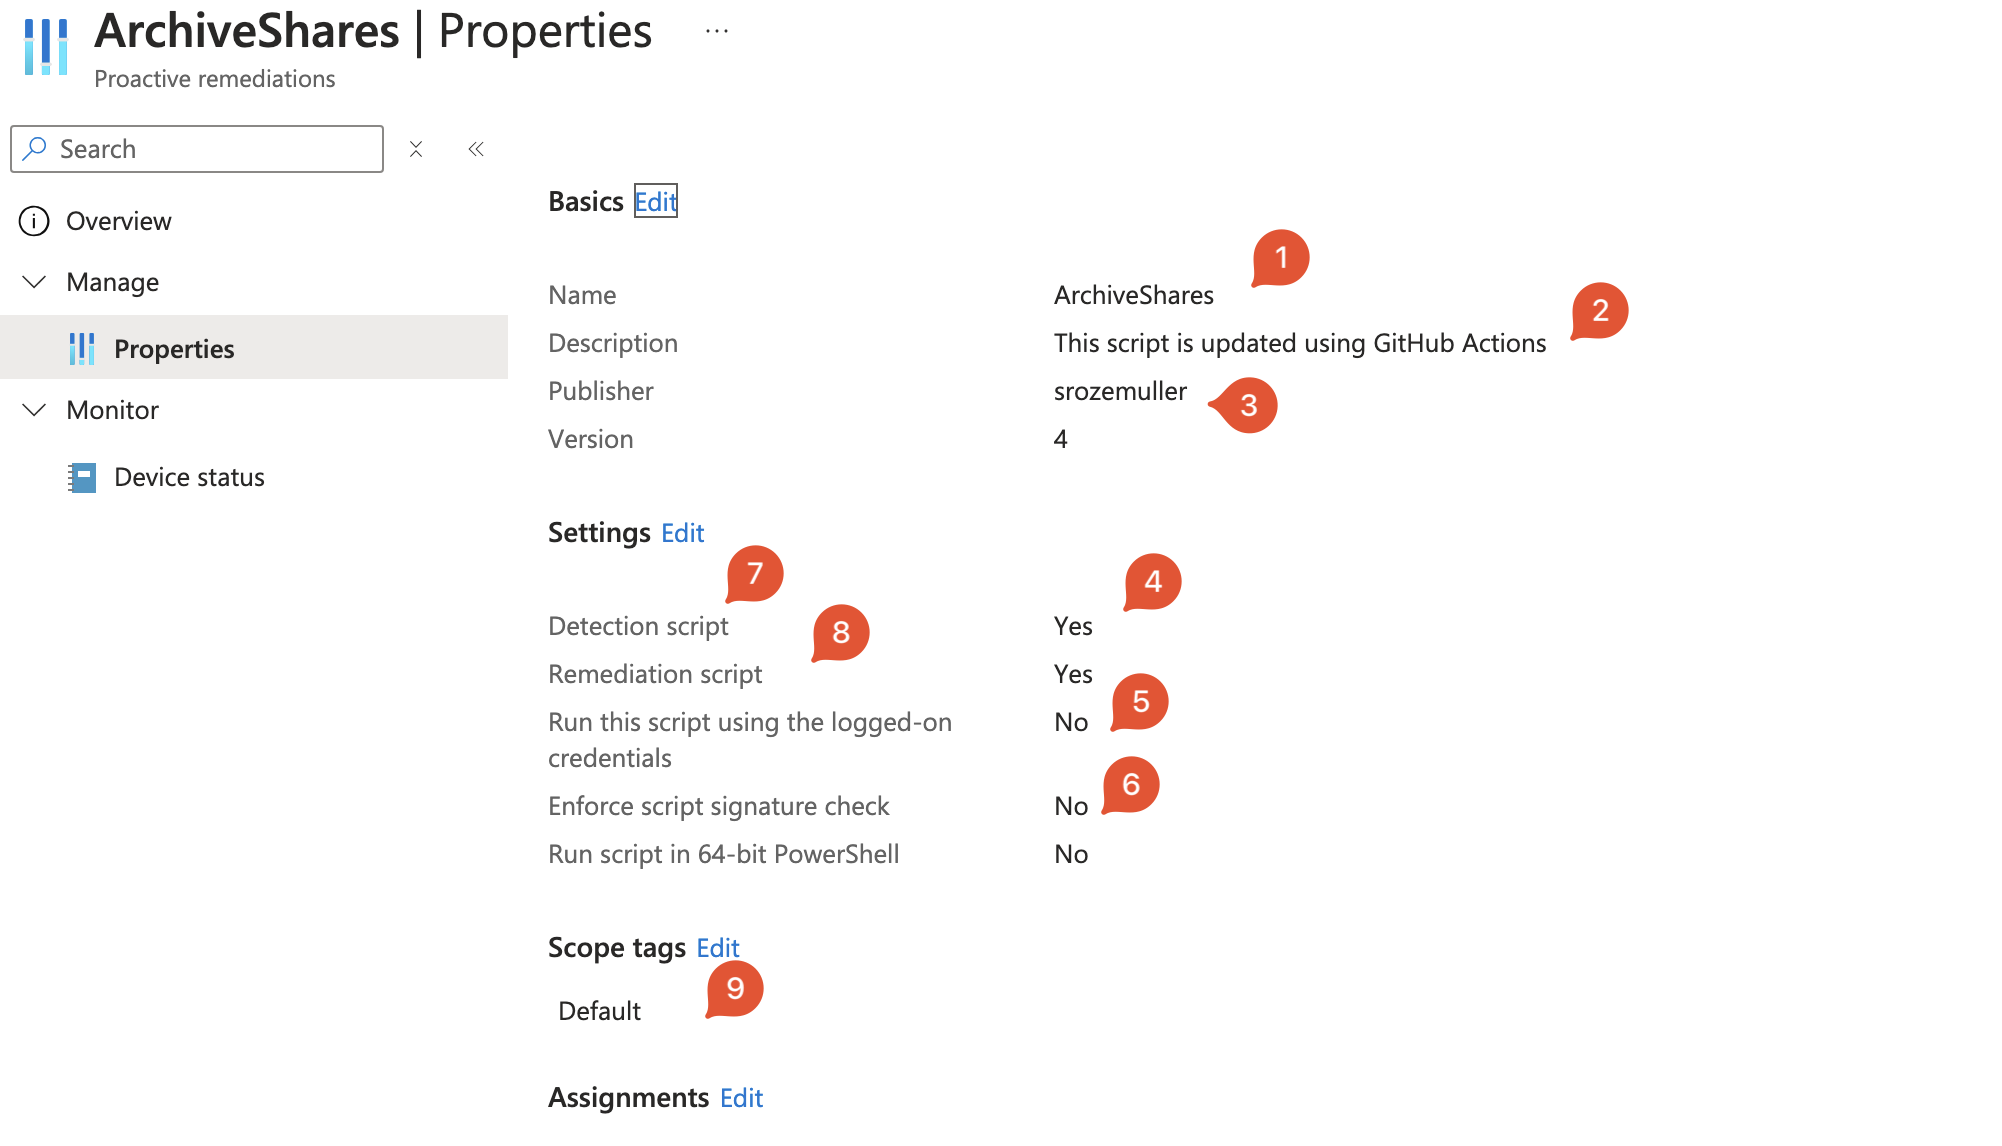 ArchiveShares | Properties ...
Proactive remediations
Search
Overview
Manage
Properties
Monitor
Device status
Basics Edit
1
Name ArchiveShares
2
Description This script is updated using GitHub Actions
Publisher srozemuller
3
Version 4
Settings Edit
7
4
Detection script Yes
8
Remediation script Yes
5
Run this script using the logged-on No
credentials
6
Enforce script signature check No
Run script in 64-bit PowerShell No
Scope tags Edit
9
Default
Assignments Edit